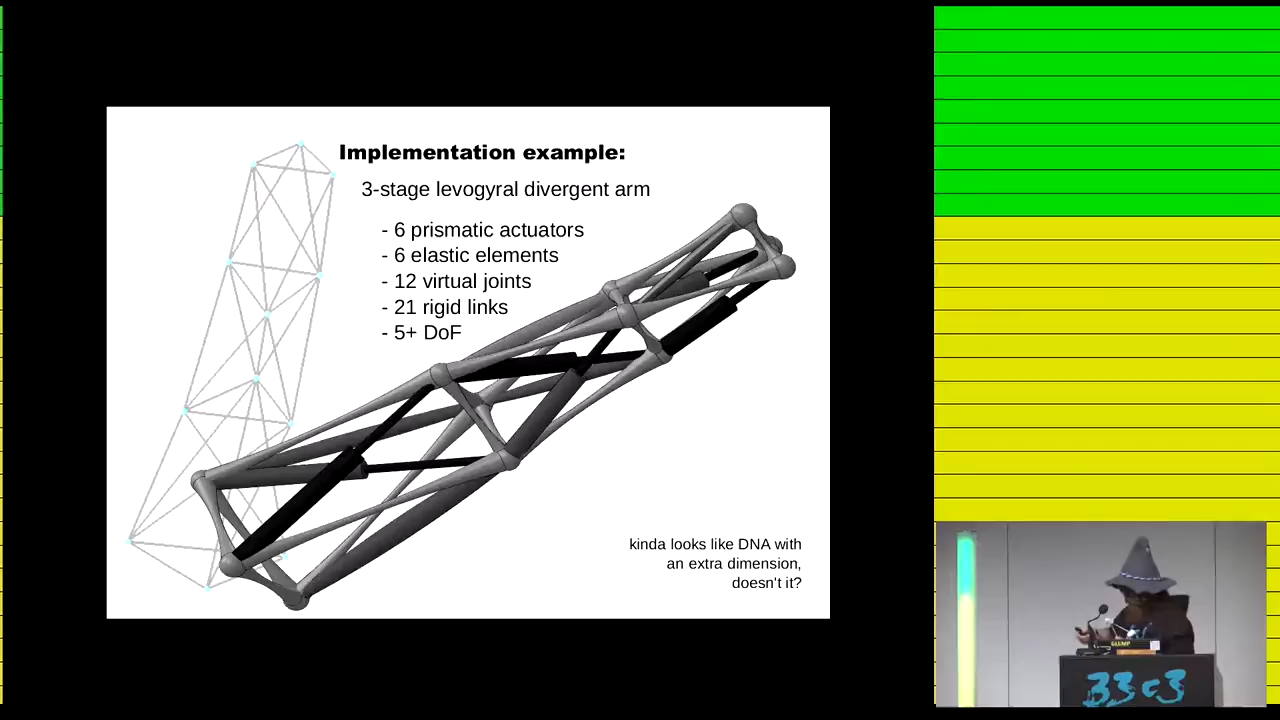 Implementation example:
3-stage levogyral divergent arm
- 6 prismatic actuators
- 6 elastic elements
- 12 virtual joints
- 21 rigid links
- 5+ DoF
kinda looks like DNA with
an extra dimension,
doesn't it?
33c3